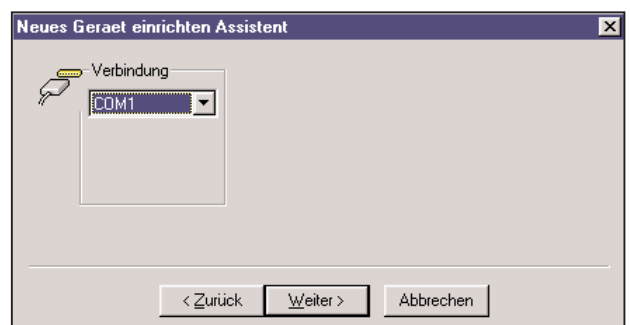 Neues Geraet einrichten Assistent
Verbindung
COM1
< Zurück Weiter > Abbrechen